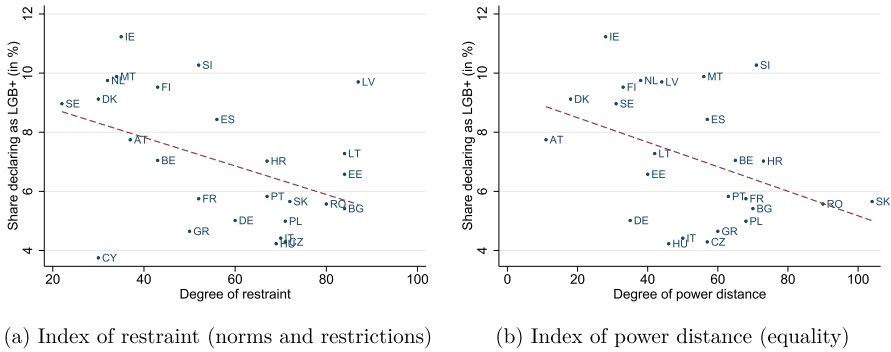 Share declaring as LGB+ (in %)
12
10
8
6
4
IE
SI
MT
NL
LV
FI
DK
SE
ES
AT
LT
BE
HR
EE
PT
FR
SK
RO
BG
DE
PL
GR
IT
CZ
HU
CY
20 40 60 80 100
Degree of restraint
(a) Index of restraint (norms and restrictions)
Share declaring as LGB+ (in %)
12
10
8
6
4
IE
SI
MT
NL
LV
FI
DK
SE
ES
AT
LT
BE
HR
EE
PT
FR
RO
SK
BG
DE
PL
GR
IT
HU
CZ
0 20 40 60 80 100
Degree of power distance
(b) Index of power distance (equality)